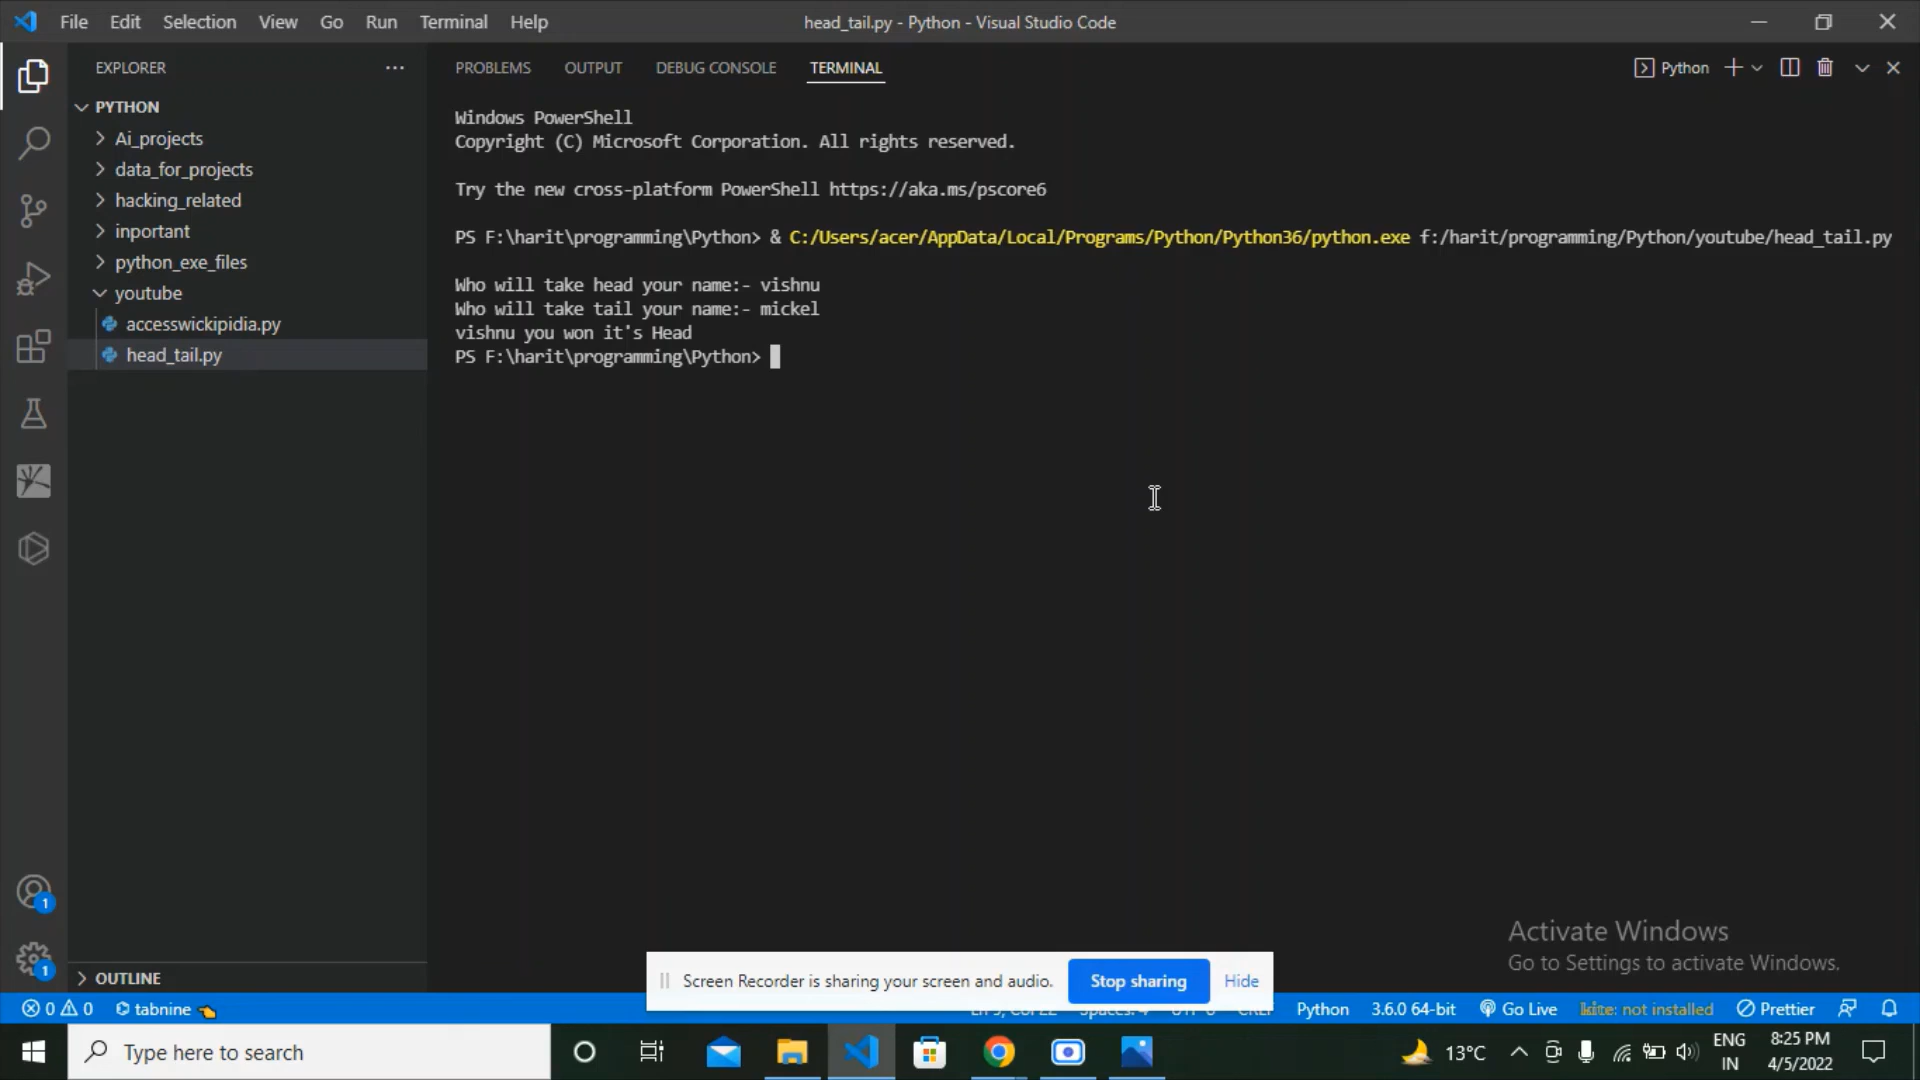 File Edit Selection View Go Run Terminal Help
head_tail.py - Python - Visual Studio Code
EXPLORER
PYTHON
Ai_projects
data_for_projects
hacking_related
inportant
python_exe_files
youtube
accesswickipidia.py
head_tail.py
OUTLINE
PROBLEMS OUTPUT DEBUG CONSOLE TERMINAL
Python
Windows PowerShell
Copyright (C) Microsoft Corporation. All rights reserved.
Try the new cross-platform PowerShell https://aka.ms/pscore6
PS F:\harit\programming\Python> & C:/Users/acer/AppData/Local/Programs/Python/Python36/python.exe f:/harit/programming/Python/youtube/head_tail.py
Who will take head your name:- vishnu
Who will take tail your name:- mickel
vishnu you won it's Head
PS F:\harit\programming\Python>
Activate Windows
Go to Settings to activate Windows.
Screen Recorder is sharing your screen and audio. Stop sharing Hide
1
1
0 0 tabnine
Python 3.6.0 64-bit Go Live kite: not installed Prettier
Type here to search
13°C
ENG
IN
8:25 PM
4/5/2022